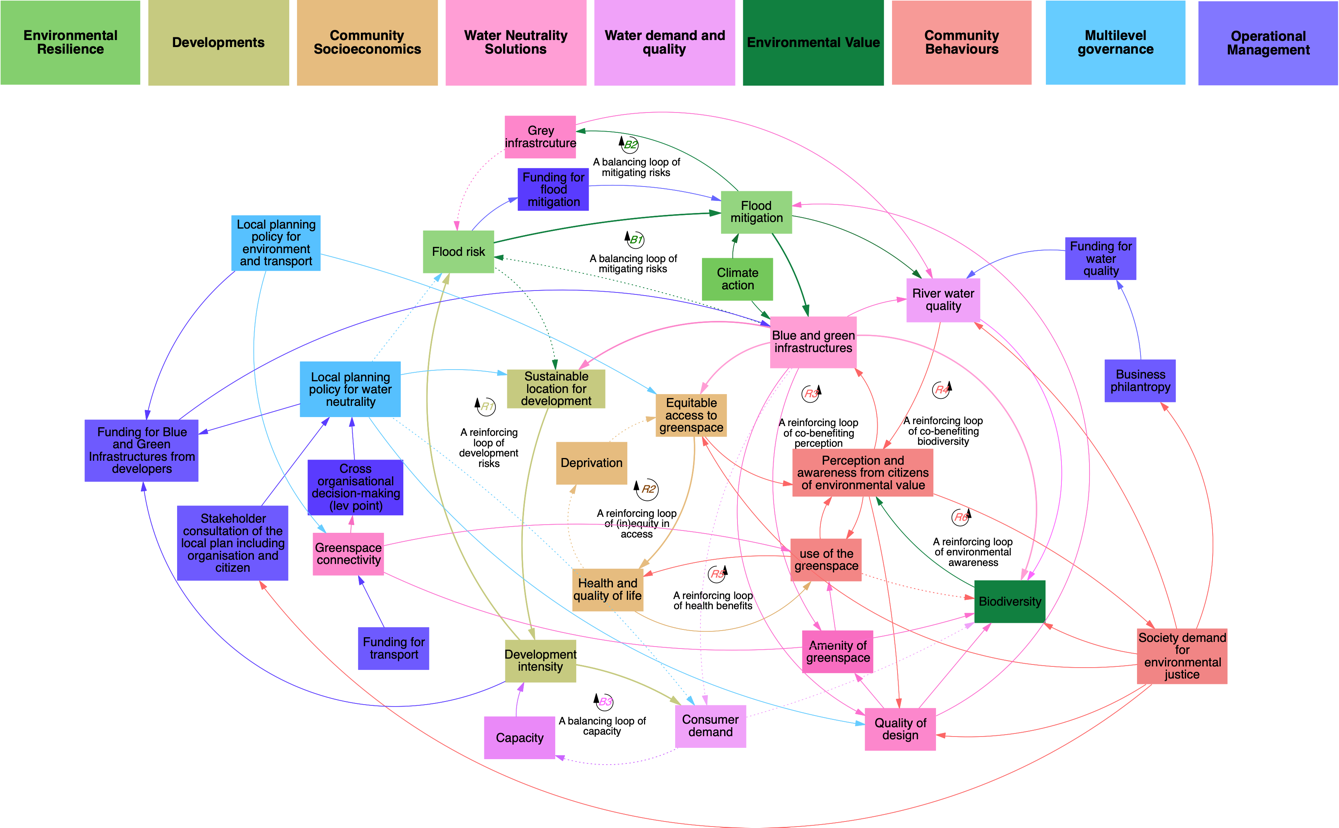 Environmental
Resilience
Developments
Community
Socioeconomics
Water Neutrality
Solutions
Water demand and
quality
Environmental Value
Community
Behaviours
Multilevel
governance
Operational
Management
Grey
infrastrcuture
B2
A balancing loop of
mitigating risks
Funding for
flood
mitigation
Flood
mitigation
Local planning
policy for
environment
and transport
Flood risk
B1
A balancing loop of
mitigating risks
Climate
action
Funding for
water
quality
River water
quality
Blue and green
infrastructures
Local planning
policy for water
neutrality
Sustainable
location for
development
Business
philantropy
R1
A reinforcing
loop of
development
risks
Equitable
access to
greenspace
R3
A reinforcing loop
of co-benefiting
perception
R4
A reinforcing loop
of co-benefiting
biodiversity
Funding for Blue
and Green
Infrastructures from
developers
Deprivation
Cross
organisational
decision-making
(lev point)
Perception and
awareness from citizens
of environmental value
R2
A reinforcing loop
of (in)equity in
access
Stakeholder
consultation of the
local plan including
organisation and
citizen
Greenspace
connectivity
R6
A reinforcing loop
of environmental
awareness
use of the
greenspace
Health and
quality of life
R5
A reinforcing loop
of health benefits
Biodiversity
Funding for
transport
Development
intensity
Amenity of
greenspace
Society demand
for
environmental
justice
B3
A balancing loop of
capacity
Capacity
Consumer
demand
Quality of
design